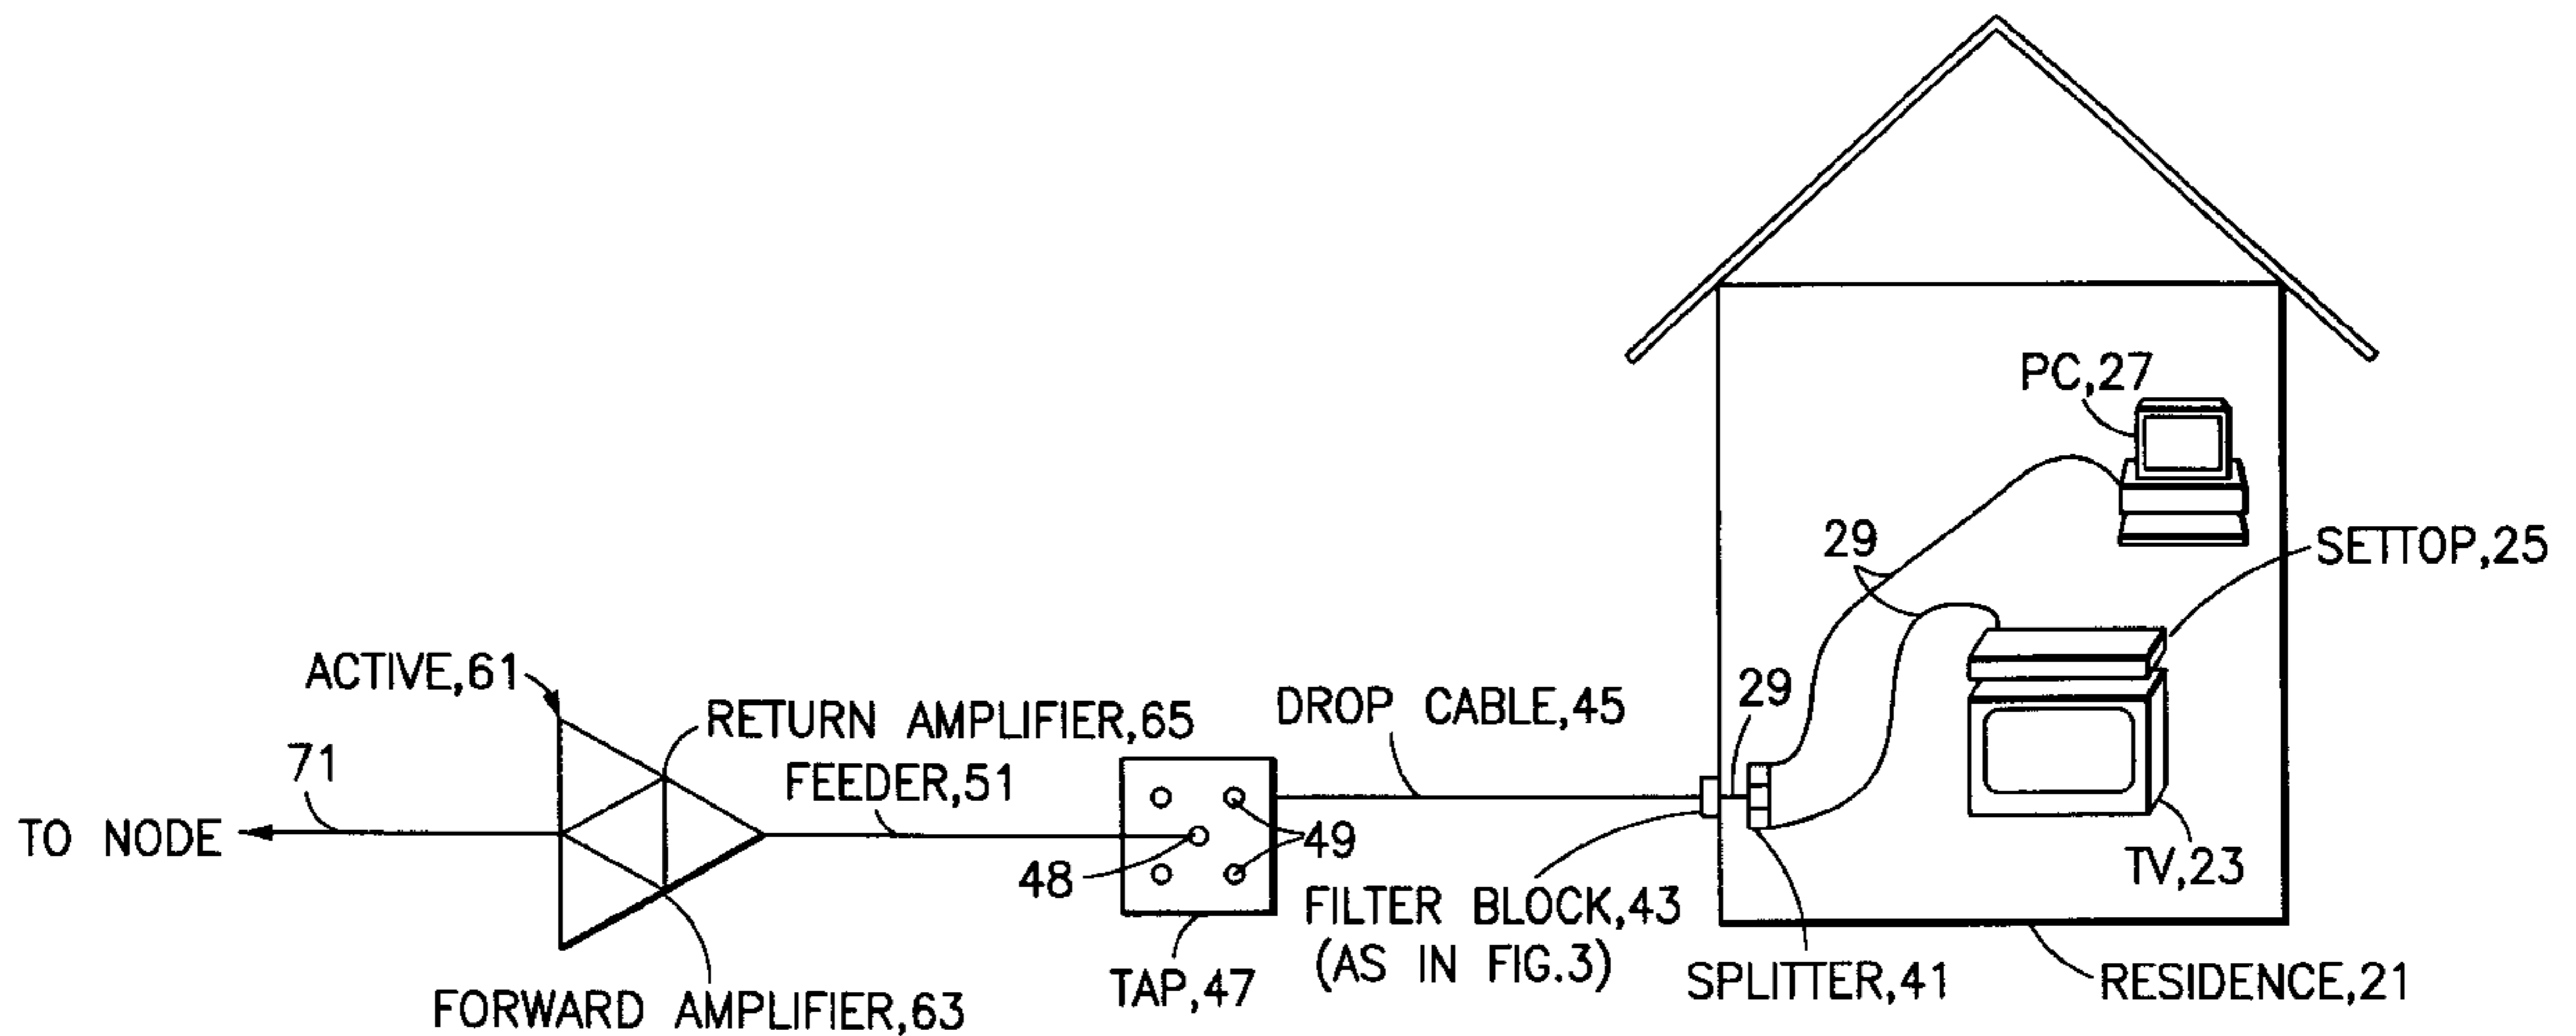 PC,27
29
SETTOP,25
ACTIVE,61
29
RETURN AMPLIFIER,65
DROP CABLE,45
71
FEEDER,51
TO NODE
48
49
TV,23
FILTER BLOCK,43
(AS IN FIG.3)
TAP,47
SPLITTER,41
RESIDENCE,21
FORWARD AMPLIFIER,63